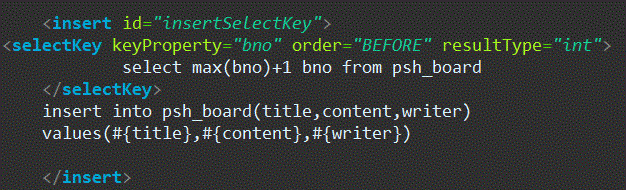 <insert id="insertSelectKey">
<selectKey keyProperty="bno" order="BEFORE" resultType="int">
select max(bno)+1 bno from psh_board
</selectKey>
insert into psh_board(title,content,writer)
values(#{title},#{content},#{writer})
</insert>